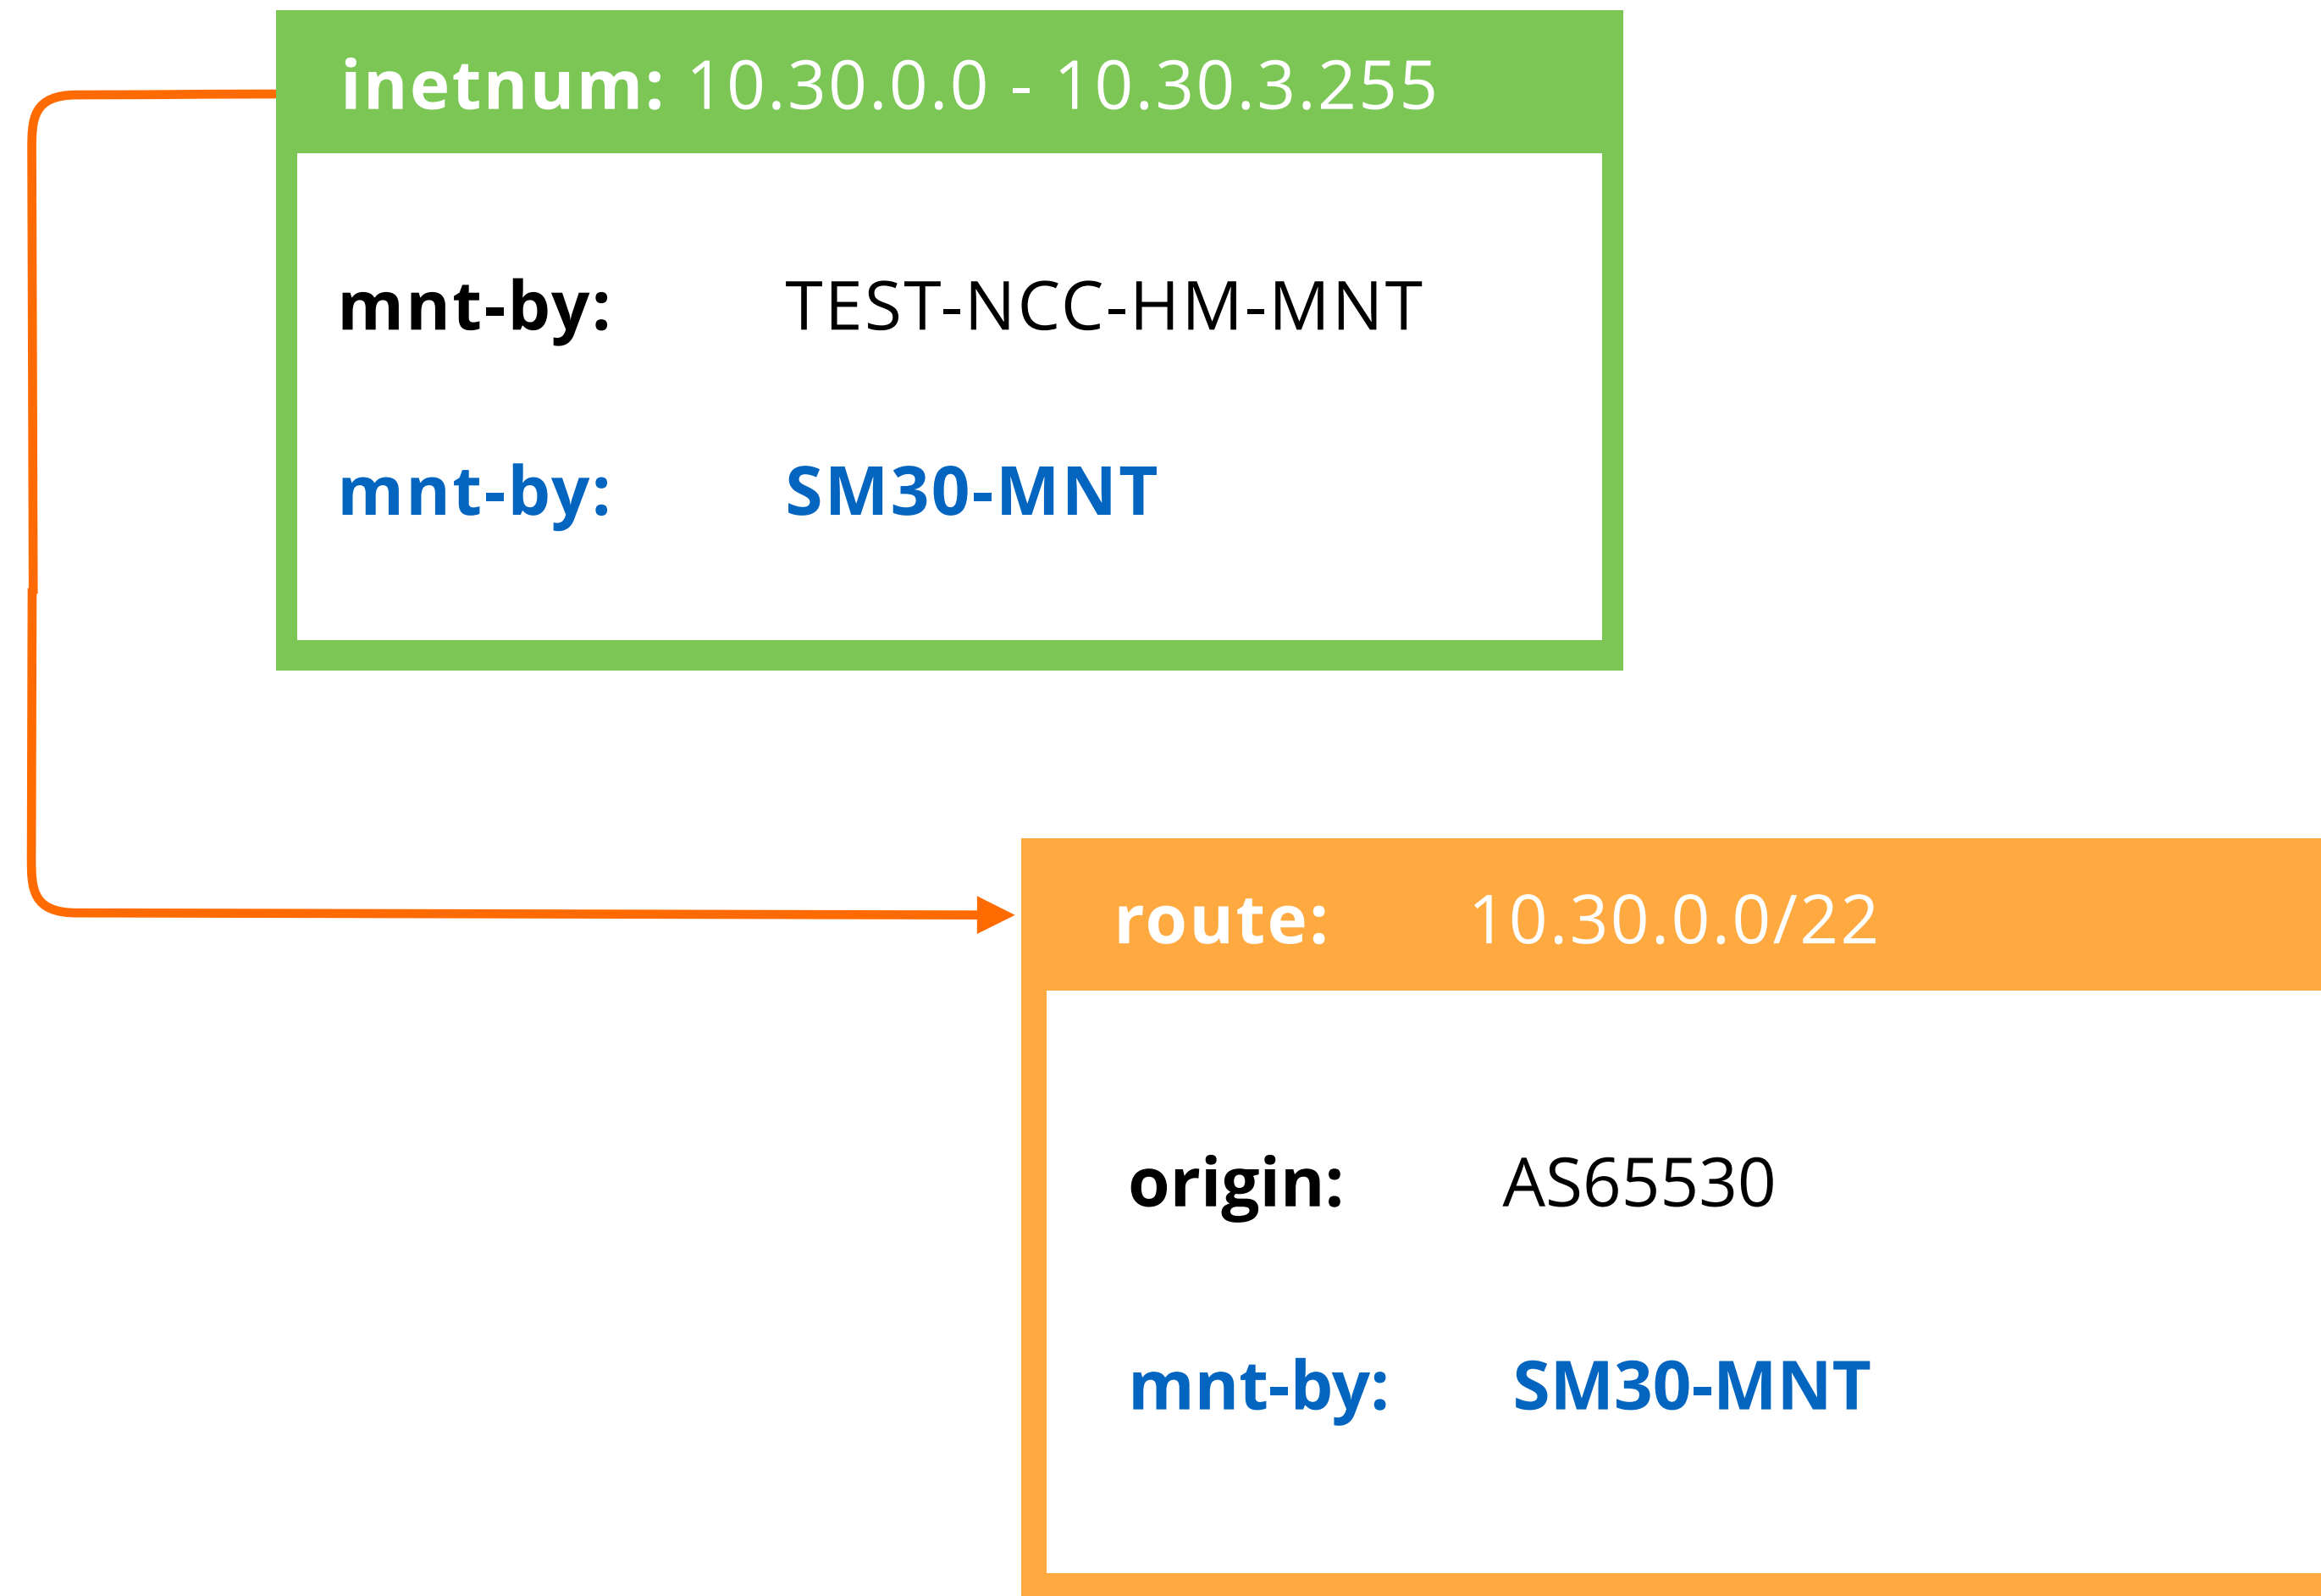 inetnum: 10.30.0.0 - 10.30.3.255
mnt-by: TEST-NCC-HM-MNT
mnt-by: SM30-MNT
route: 10.30.0.0/22
origin: AS65530
mnt-by: SM30-MNT